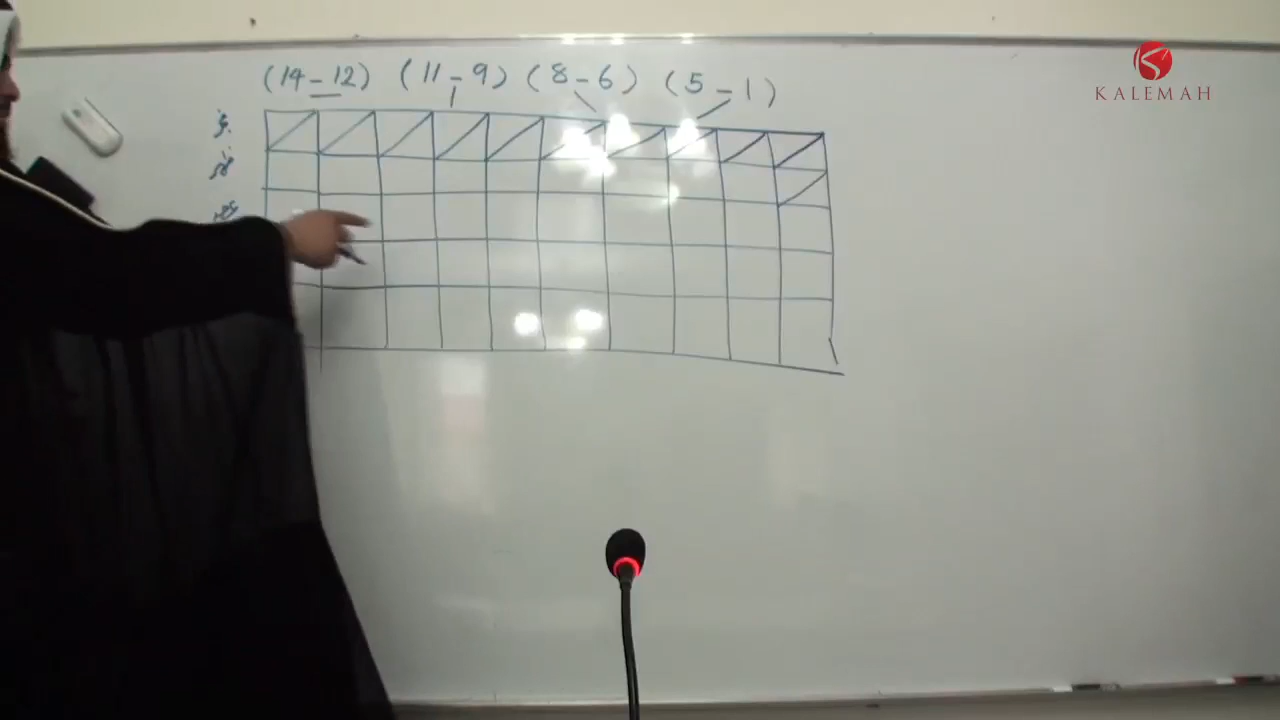 (14 – 12) (11 – 9) (8 – 6) (5 – 1)
KALEMAH